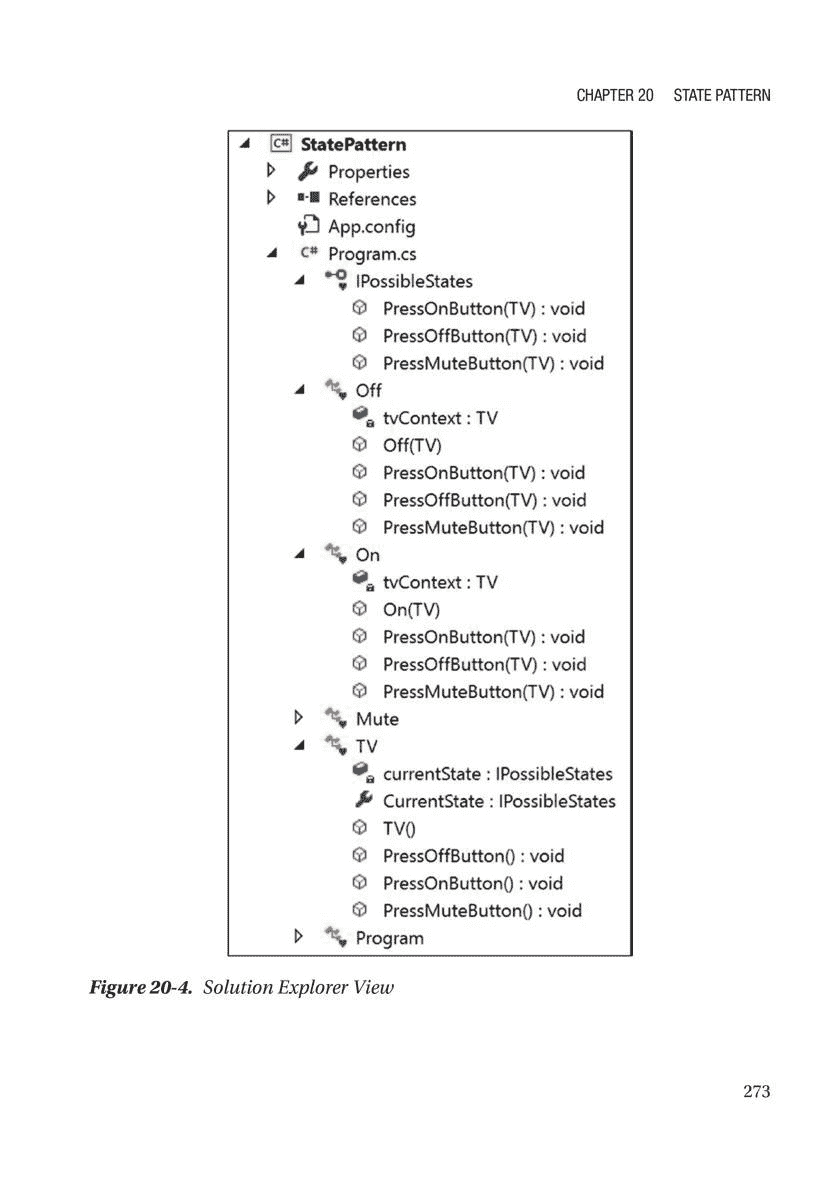 CHAPTER 20 STATE PATTERN
C# StatePattern
Properties
References
App.config
C# Program.cs
IPossibleStates
PressOnButton(TV) : void
PressOffButton(TV) : void
PressMuteButton(TV) : void
Off
tvContext : TV
Off(TV)
PressOnButton(TV) : void
PressOffButton(TV) : void
PressMuteButton(TV) : void
On
tvContext : TV
On(TV)
PressOnButton(TV) : void
PressOffButton(TV) : void
PressMuteButton(TV) : void
Mute
TV
currentState : IPossibleStates
CurrentState : IPossibleStates
TV()
PressOffButton() : void
PressOnButton() : void
PressMuteButton() : void
Program
Figure 20-4. Solution Explorer View
273